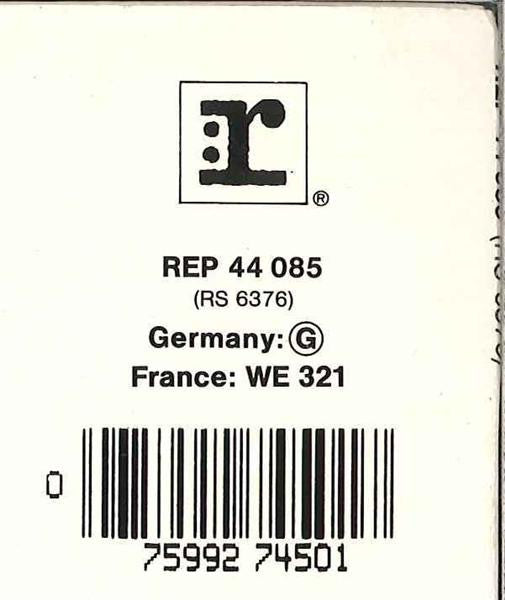 :r
®
REP 44 085
(RS 6376)
Germany: G
France: WE 321
0
75992 74501